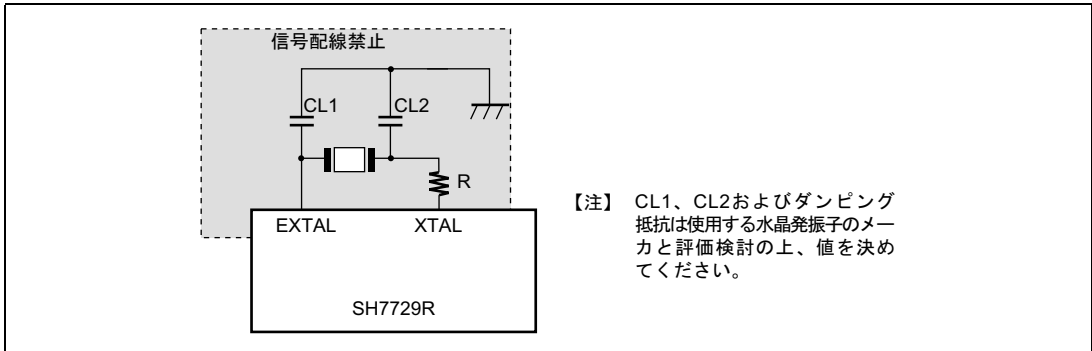 信号配線禁止
CL1
CL2
R
EXTAL
XTAL
SH7729R
【注】 CL1、CL2およびダンピング
抵抗は使用する水晶発振子のメー
カと評価検討の上、値を決め
てください。